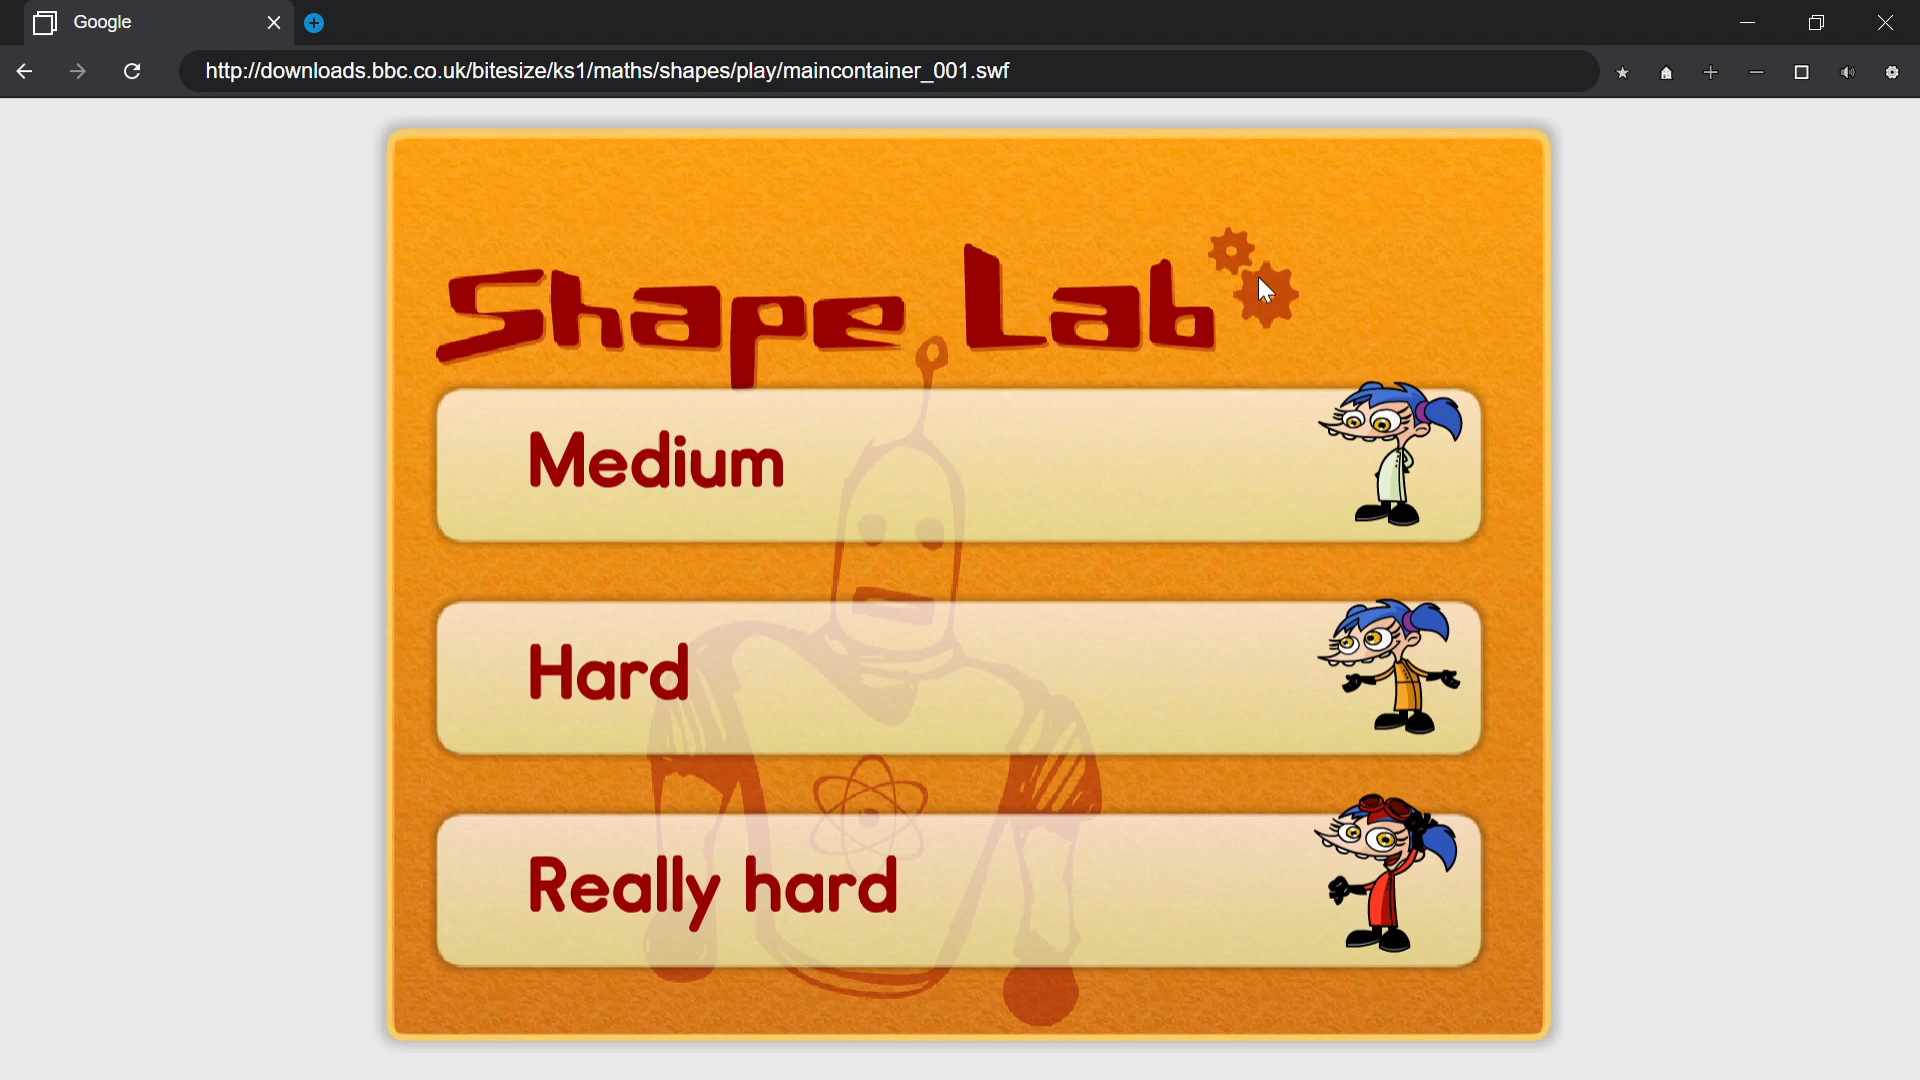 Google
http://downloads.bbc.co.uk/bitesize/ks1/maths/shapes/play/maincontainer_001.swf
Shape Lab
Medium
Hard
Really hard